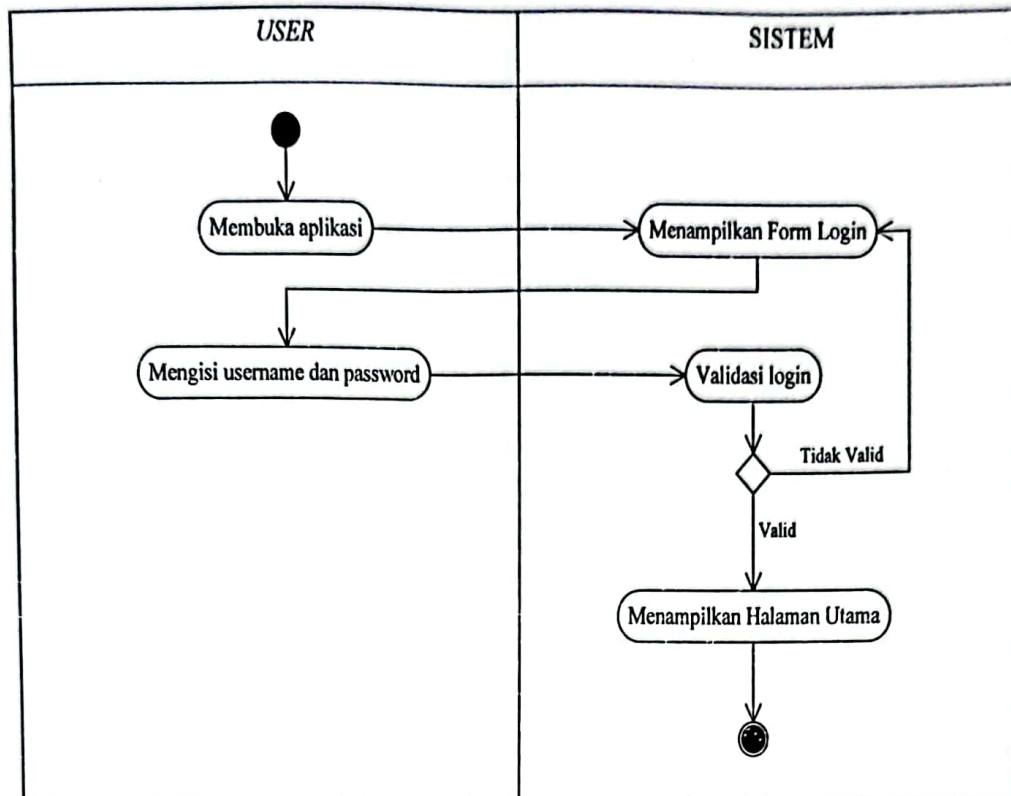 USER
SISTEM
Membuka aplikasi
Menampilkan Form Login
Mengisi username dan password
Validasi login
Tidak Valid
Valid
Menampilkan Halaman Utama